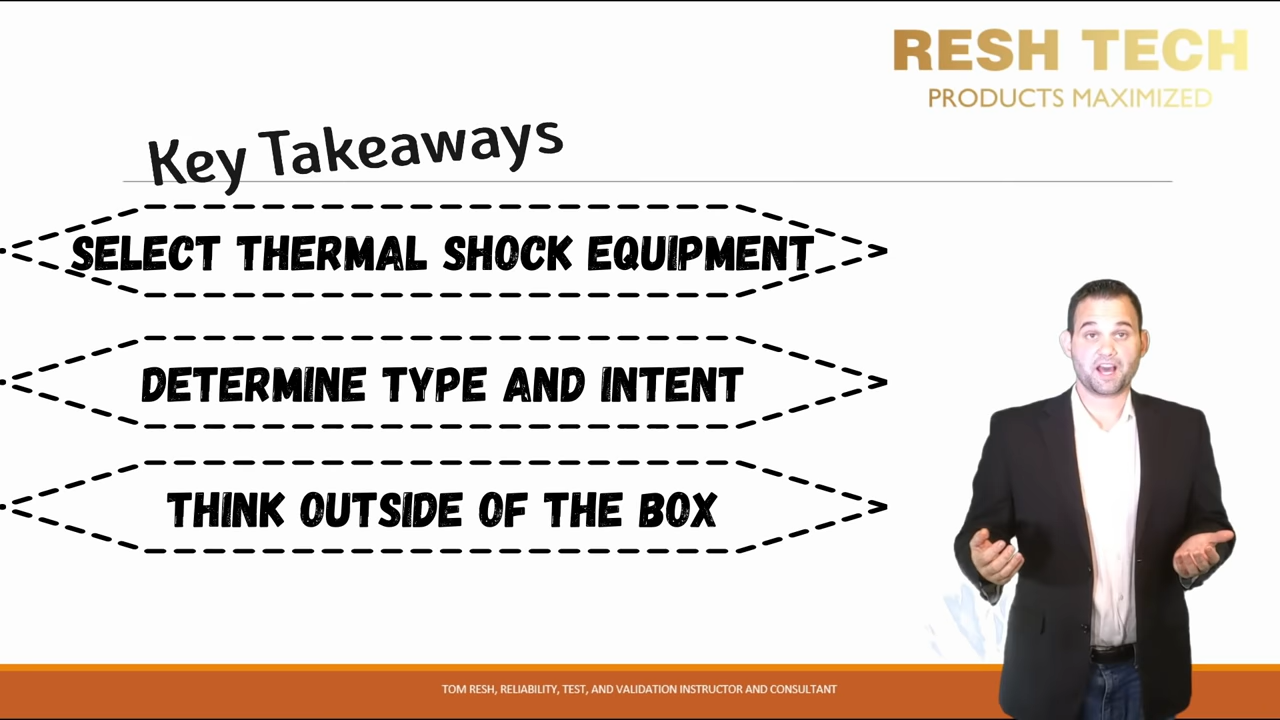 RESH TECH
PRODUCTS MAXIMIZED
Key Takeaways
SELECT THERMAL SHOCK EQUIPMENT
DETERMINE TYPE AND INTENT
THINK OUTSIDE OF THE BOX
TOM RESH, RELIABILITY, TEST, AND VALIDATION INSTRUCTOR AND CONSULTANT